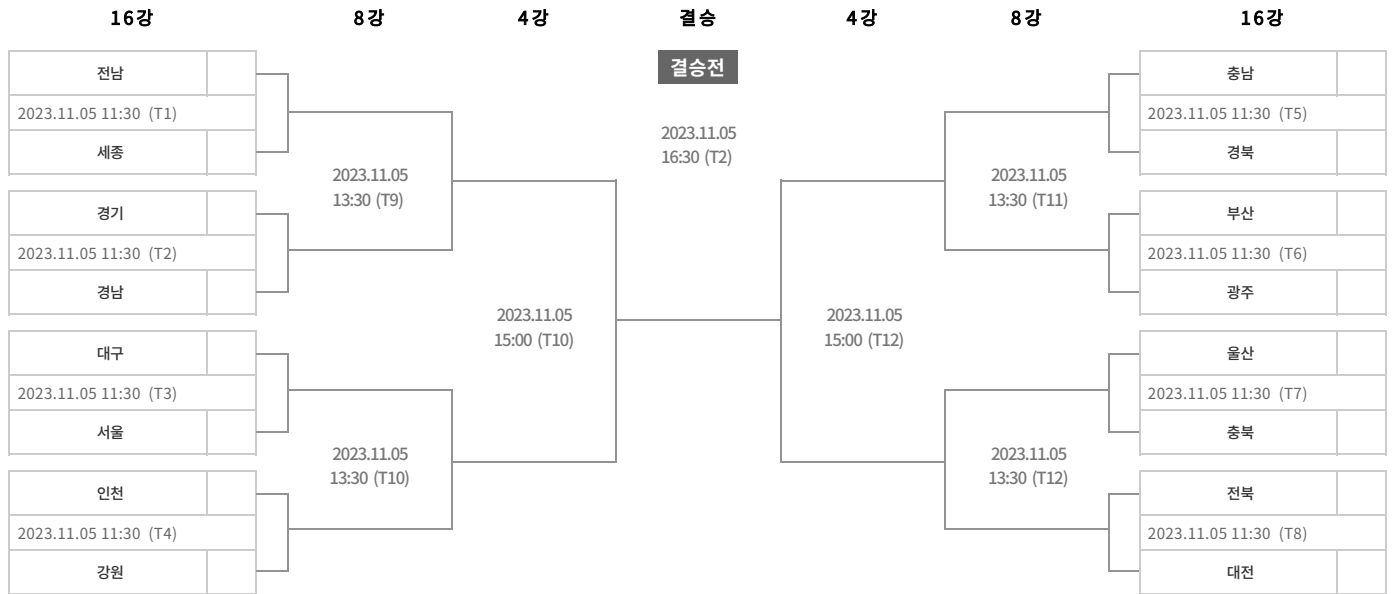 16강 8강 4강 결승 4강 8강 16강
결승전
2023.11.05
16:30 (T2)
전남
2023.11.05 11:30 (T1)
세종
경기
2023.11.05 11:30 (T2)
경남
대구
2023.11.05 11:30 (T3)
서울
인천
2023.11.05 11:30 (T4)
강원
2023.11.05
13:30 (T9)
2023.11.05
13:30 (T10)
2023.11.05
15:00 (T10)
2023.11.05
15:00 (T12)
2023.11.05
13:30 (T11)
2023.11.05
13:30 (T12)
충남
2023.11.05 11:30 (T5)
경북
부산
2023.11.05 11:30 (T6)
광주
울산
2023.11.05 11:30 (T7)
충북
전북
2023.11.05 11:30 (T8)
대전